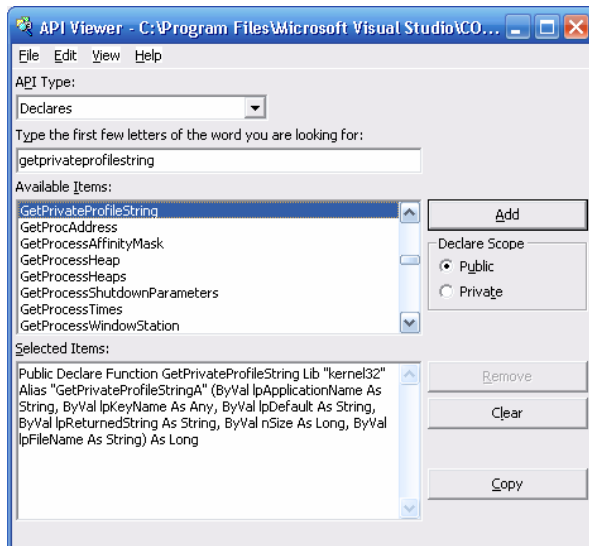 API Viewer - C:\Program Files\Microsoft Visual Studio\CO...
File Edit View Help
API Type:
Declares
Type the first few letters of the word you are looking for:
getprivateprofilestring
Available Items:
GetPrivateProfileString
GetProcAddress
GetProcessAffinityMask
GetProcessHeap
GetProcessHeaps
GetProcessShutdownParameters
GetProcessTimes
GetProcessWindowStation
Add
Declare Scope
Public
Private
Selected Items:
Public Declare Function GetPrivateProfileString Lib "kernel32"
Alias "GetPrivateProfileStringA" (ByVal lpApplicationName As
String, ByVal lpKeyName As Any, ByVal lpDefault As String,
ByVal lpReturnedString As String, ByVal nSize As Long, ByVal
lpFileName As String) As Long
Remove
Clear
Copy